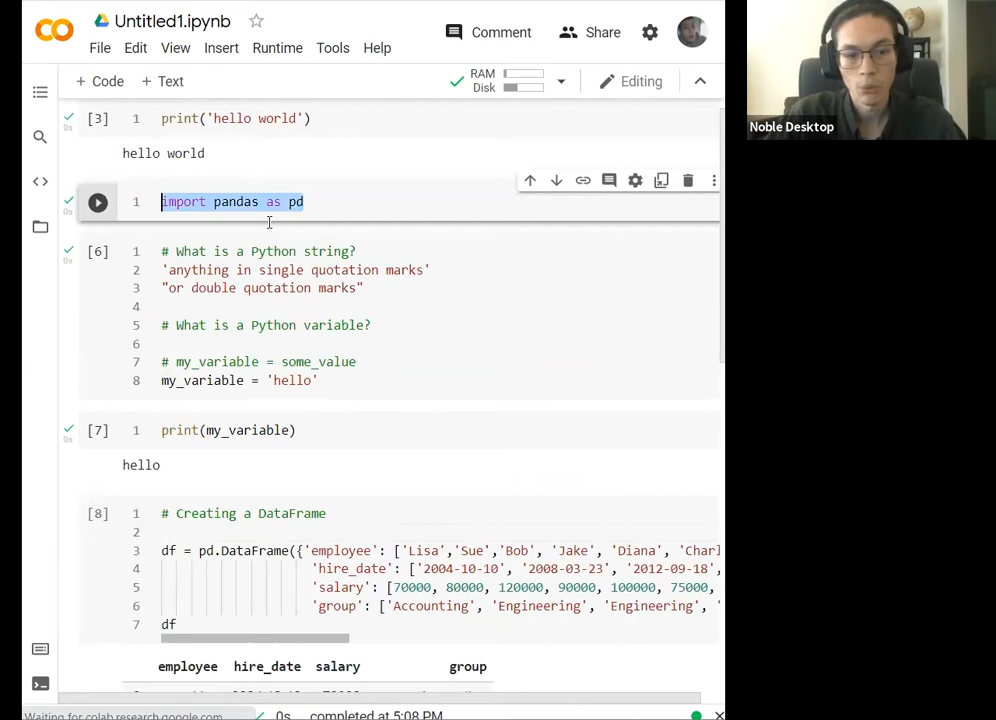 Untitled1.ipynb
File Edit View Insert Runtime Tools Help
Comment
Share
+ Code + Text
RAM
Disk
Editing
[3] 1 print('hello world')
0s
hello world
1 import pandas as pd
0s
[6] 1 # What is a Python string?
0s
2 'anything in single quotation marks'
3 "or double quotation marks"
4
5 # What is a Python variable?
6
7 # my_variable = some_value
8 my_variable = 'hello'
[7] 1 print(my_variable)
0s
hello
[8] 1 # Creating a DataFrame
2
3 df = pd.DataFrame({'employee': ['Lisa','Sue','Bob', 'Jake', 'Diana', 'Charl
4 'hire_date': ['2004-10-10', '2008-03-23', '2012-09-18',
5 'salary': [70000, 80000, 120000, 90000, 100000, 75000,
6 'group': ['Accounting', 'Engineering', 'Engineering', '
7 df
employee hire_date salary group
Waiting for colab.research.google.com...
0s completed at 5:08 PM
Noble Desktop